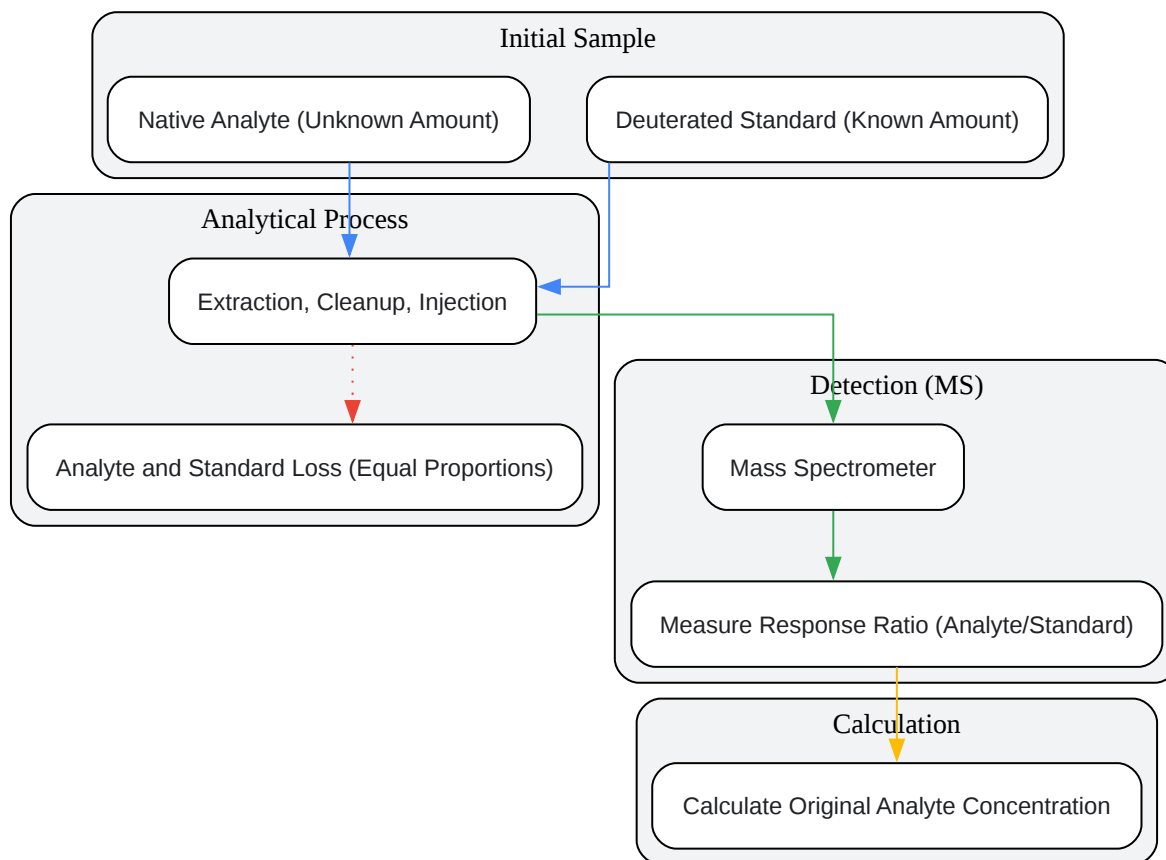 Initial Sample
Native Analyte (Unknown Amount)
Deuterated Standard (Known Amount)
Analytical Process
Extraction, Cleanup, Injection
Analyte and Standard Loss (Equal Proportions)
Detection (MS)
Mass Spectrometer
Measure Response Ratio (Analyte/Standard)
Calculation
Calculate Original Analyte Concentration